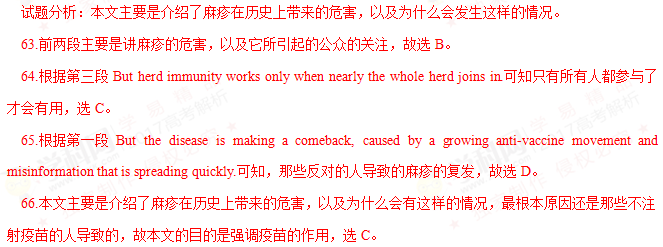 试题分析：本文主要是介绍了麻疹在历史上带来的危害，以及为什么会发生这样的情况。
63.前两段主要是讲麻疹的危害，以及它所引起的公众的关注，故选 B。
64.根据第三段 But herd immunity works only when nearly the whole herd joins in.可知只有所有人都参与了
才会有用，选 C。
65.根据第一段 But the disease is making a comeback, caused by a growing anti-vaccine movement and
misinformation that is spreading quickly.可知，那些反对的人导致的麻疹的复发，故选 D。
66.本文主要是介绍了麻疹在历史上带来的危害，以及为什么会有这样的情况，最根本原因还是那些不注
射疫苗的人导致的，故本文的目的是强调疫苗的作用，选 C。